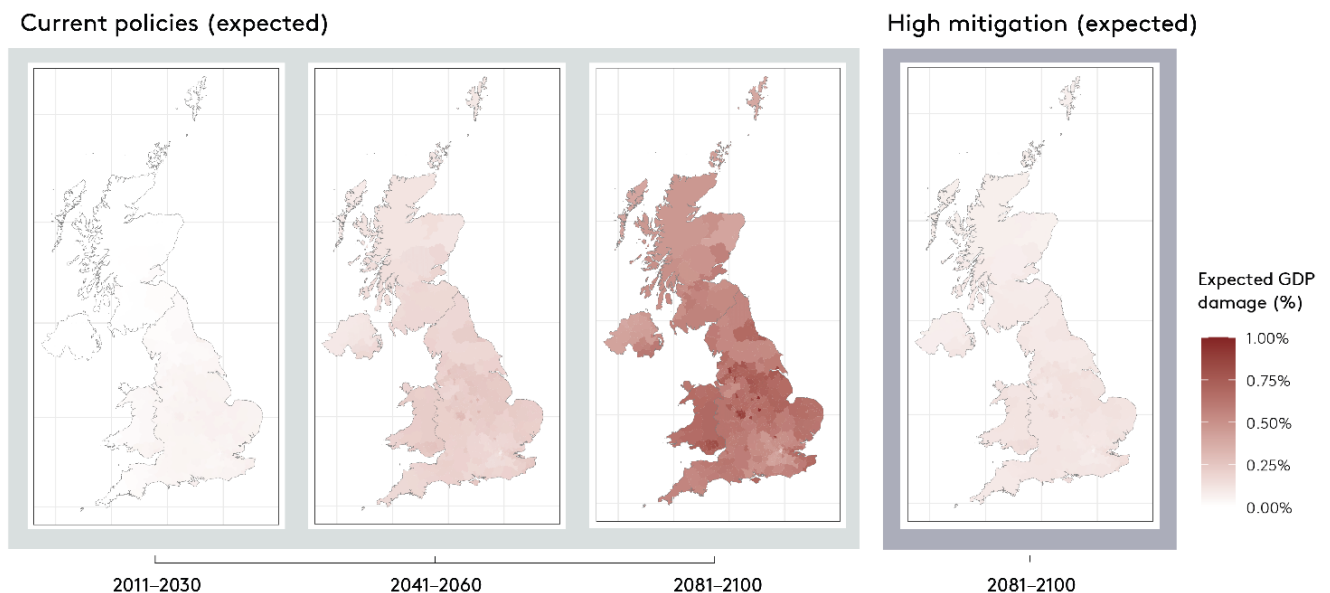 Current policies (expected)
High mitigation (expected)
Expected GDP
damage (%)
1.00%
0.75%
0.50%
0.25%
0.00%
2011–2030
2041–2060
2081–2100
2081–2100